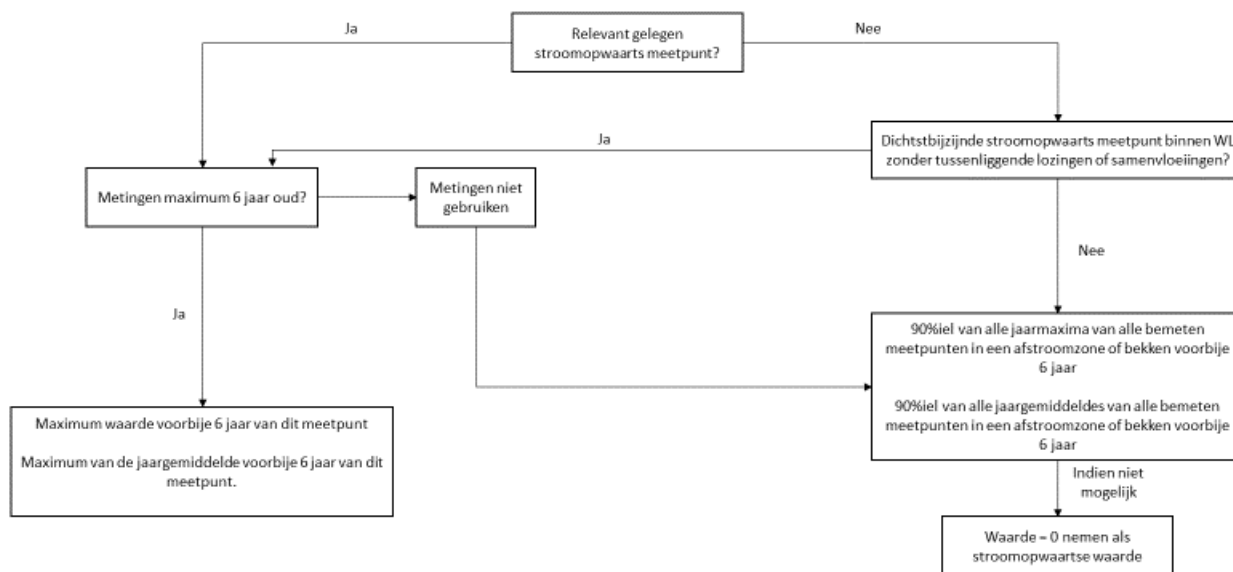 Ja
Relevant gelegen
stroomopwaarts meetpunt?
Nee
Ja
Dichtstbijzijnde stroomopwaarts meetpunt binnen WL
zonder tussenliggende lozingen of samenvloeiingen?
Metingen maximum 6 jaar oud?
Metingen niet
gebruiken
Nee
Ja
90%iel van alle jaarmaxima van alle bemeten
meetpunten in een afstroomzone of bekken voorbije
6 jaar
90%iel van alle jaargemiddeldes van alle bemeten
meetpunten in een afstroomzone of bekken voorbije
6 jaar
Maximum waarde voorbije 6 jaar van dit meetpunt
Maximum van de jaargemiddelde voorbije 6 jaar van dit
meetpunt.
Indien niet
mogelijk
Waarde = 0 nemen als
stroomopwaartse waarde